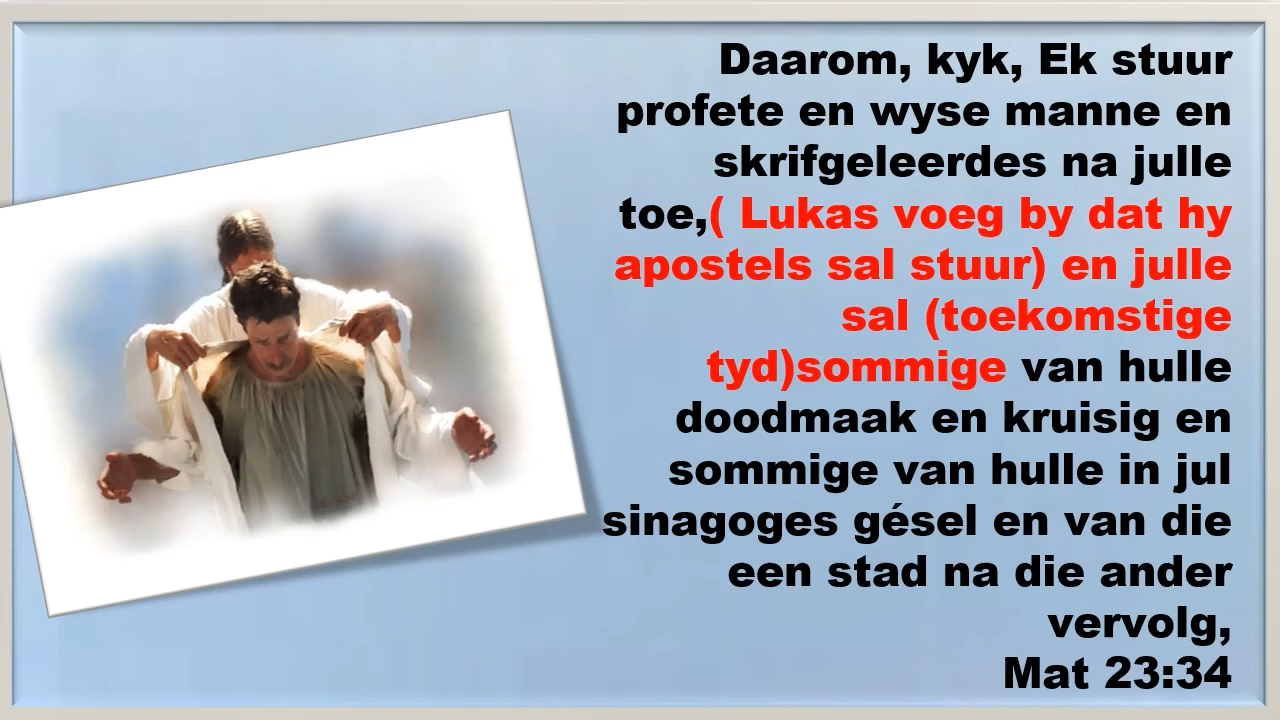 Daarom, kyk, Ek stuur
profete en wyse manne en
skrifgeleerdes na julle
toe,( Lukas voeg by dat hy
apostels sal stuur) en julle
sal (toekomstige
tyd)sommige van hulle
doodmaak en kruisig en
sommige van hulle in jul
sinagoges gésel en van die
een stad na die ander
vervolg,
Mat 23:34